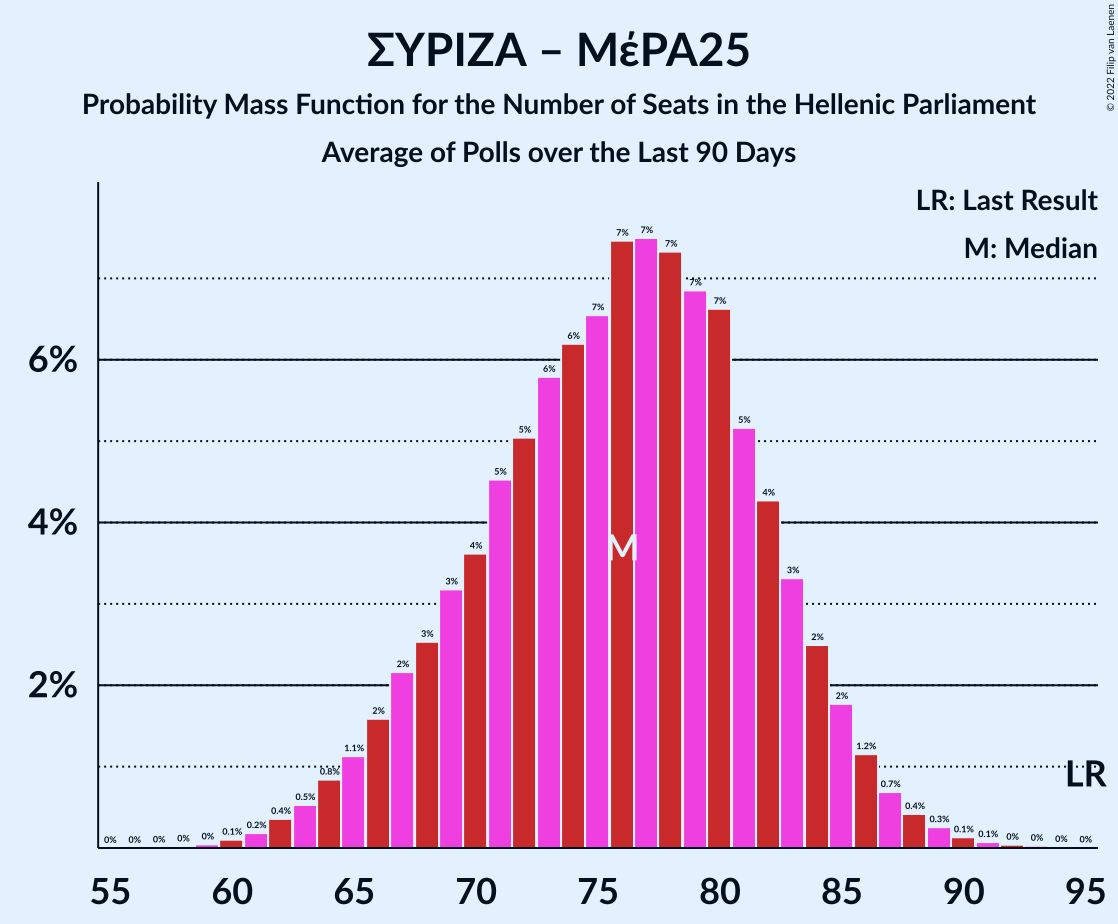 ΣΥΡΙΖΑ – ΜέΡΑ25
Probability Mass Function for the Number of Seats in the Hellenic Parliament
Average of Polls over the Last 90 Days
© 2022 Filip van Laenen
LR: Last Result
M: Median
6%
4%
2%
0% 0% 0% 0% 0% 0.1% 0.2% 0.4% 0.5% 0.8% 1.1% 2% 2% 3% 3% 4% 5% 5% 6% 6% 7% 7% 7% 7% 7% 7% 5% 4% 3% 2% 2% 1.2% 0.7% 0.4% 0.3% 0.1% 0.1% 0% 0% 0% 0%
M
LR
55 60 65 70 75 80 85 90 95